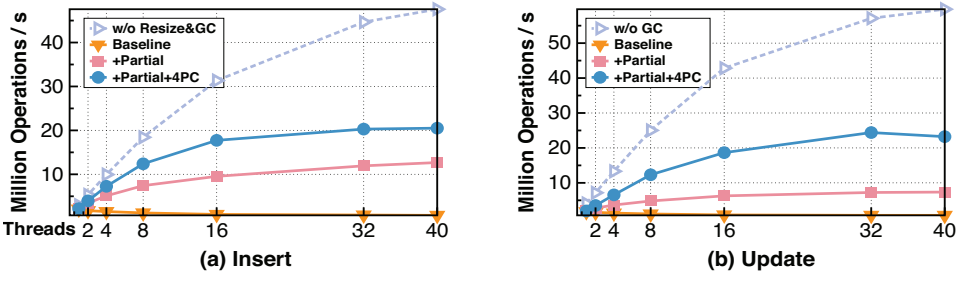 Million Operations / s
40
30
20
10
w/o Resize&GC
Baseline
+Partial
+Partial+4PC
Threads 2 4 8 16 32 40
(a) Insert
Million Operations / s
50
40
30
20
10
w/o GC
Baseline
+Partial
+Partial+4PC
2 4 8 16 32 40
(b) Update